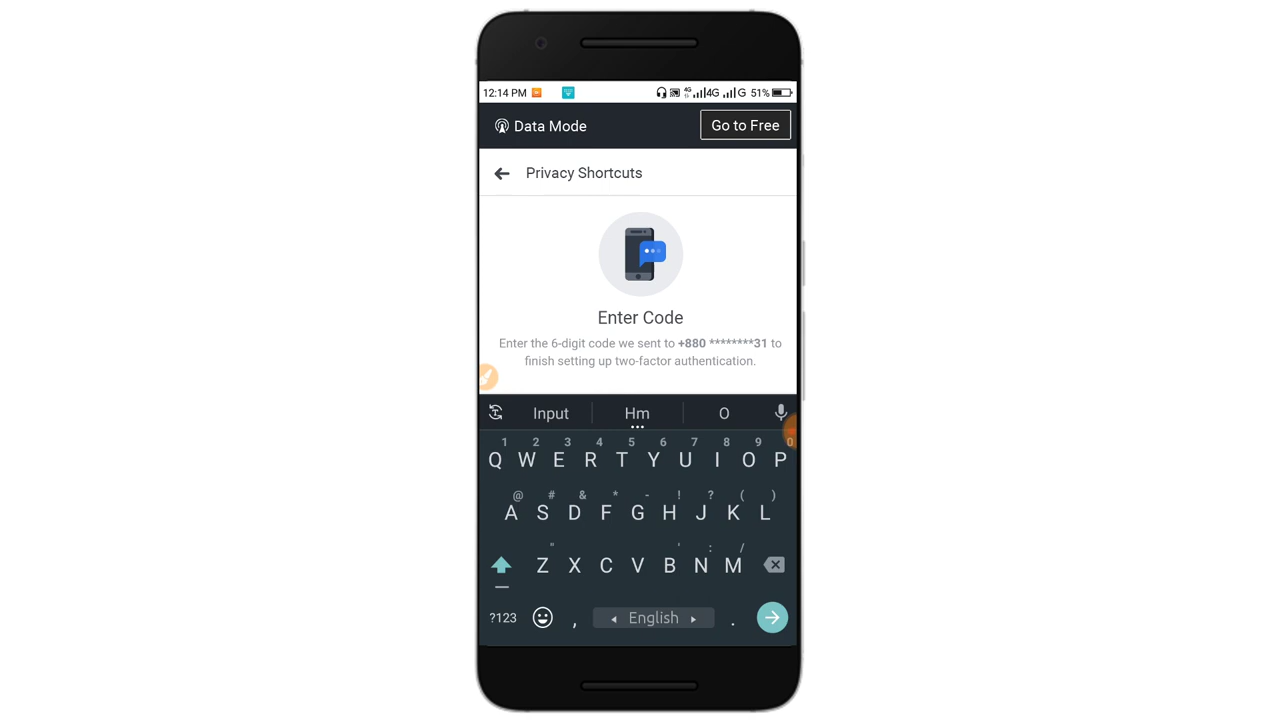 12:14 PM 4G 4G G 51%
Data Mode Go to Free
Privacy Shortcuts
Enter Code
Enter the 6-digit code we sent to +880 ********31 to
finish setting up two-factor authentication.
Input Hm O
1 2 3 4 5 6 7 8 9 0
Q W E R T Y U I O P
@ # & * - ! ? ( )
A S D F G H J K L
" ' : /
Z X C V B N M
?123 , English .